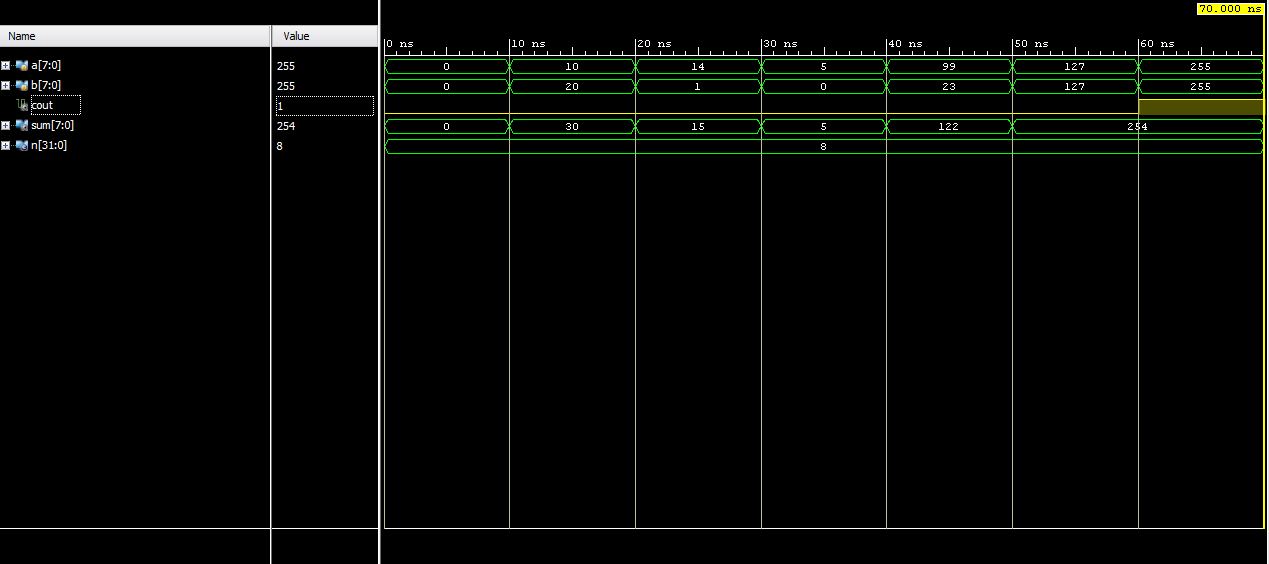 70.000 ns
Name Value
0 ns 10 ns 20 ns 30 ns 40 ns 50 ns 60 ns
a[7:0] 255 0 10 14 5 99 127 255
b[7:0] 255 0 20 1 0 23 127 255
cout 1
sum[7:0] 254 0 30 15 5 122 254
n[31:0] 8 8